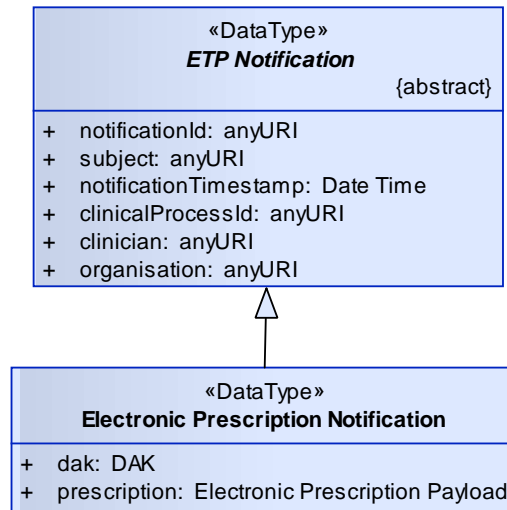 «DataType»
ETP Notification
{abstract}
+ notificationId: anyURI
+ subject: anyURI
+ notificationTimestamp: Date Time
+ clinicalProcessId: anyURI
+ clinician: anyURI
+ organisation: anyURI
«DataType»
Electronic Prescription Notification
+ dak: DAK
+ prescription: Electronic Prescription Payload